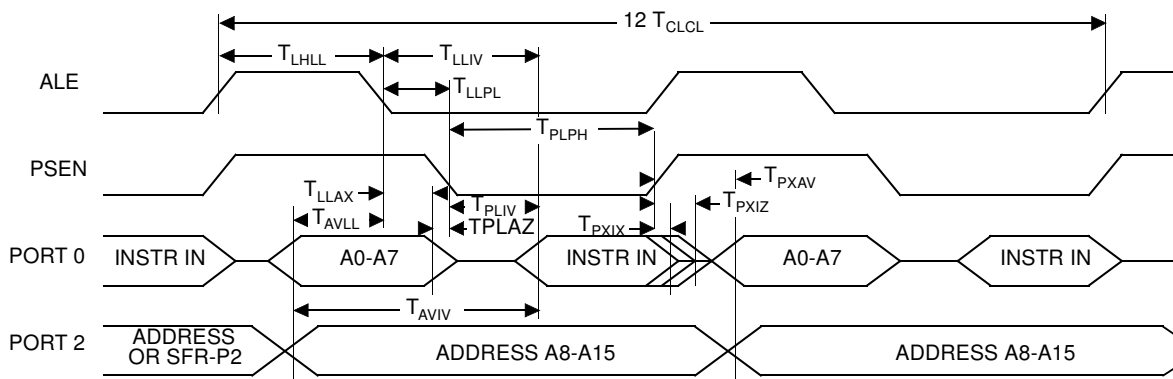 12 TCLCL
TLHLL TLLIV
ALE
TLLPL
TPLPH
PSEN
TLLAX TPXAV
TPLIV TPXIZ
TAVLL TPLAZ TPXIX
PORT 0 INSTR IN A0-A7 INSTR IN A0-A7 INSTR IN
TAVIV
PORT 2 ADDRESS OR SFR-P2 ADDRESS A8-A15 ADDRESS A8-A15